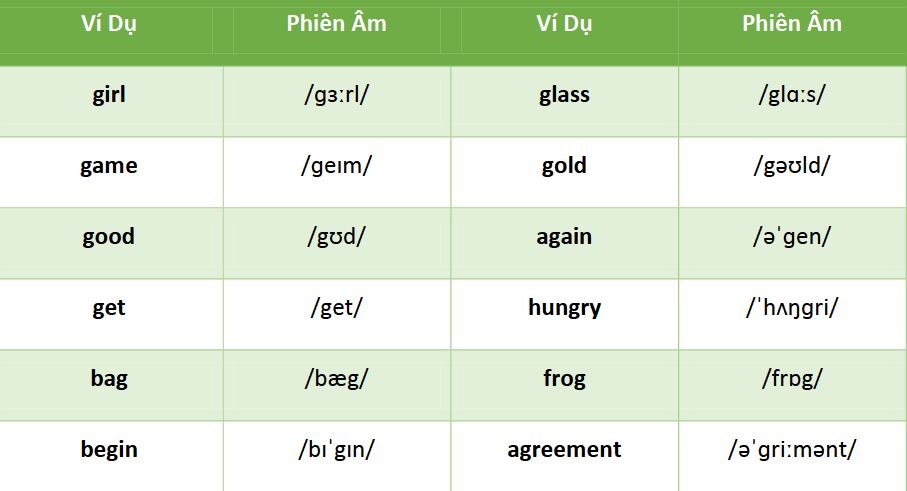 Ví Dụ Phiên Âm Ví Dụ Phiên Âm
girl /gɜːrl/ glass /glɑːs/
game /geɪm/ gold /gəʊld/
good /gʊd/ again /əˈgen/
get /get/ hungry /ˈhʌŋgri/
bag /bæg/ frog /frɒg/
begin /bɪˈgɪn/ agreement /əˈgriːmənt/